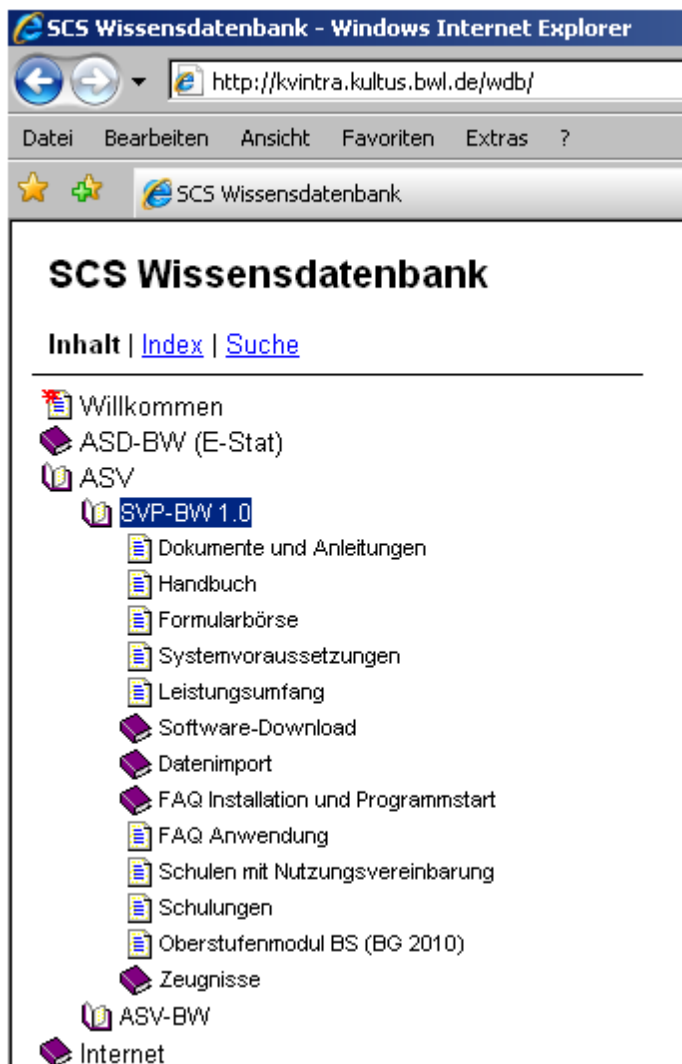 SCS Wissensdatenbank - Windows Internet Explorer
http://kvintra.kultus.bwl.de/wdb/
Datei Bearbeiten Ansicht Favoriten Extras ?
SCS Wissensdatenbank
SCS Wissensdatenbank
Inhalt | Index | Suche
Willkommen
ASD-BW (E-Stat)
ASV
SVP-BW 1.0
Dokumente und Anleitungen
Handbuch
Formularbörse
Systemvoraussetzungen
Leistungsumfang
Software-Download
Datenimport
FAQ Installation und Programmstart
FAQ Anwendung
Schulen mit Nutzungsvereinbarung
Schulungen
Oberstufenmodul BS (BG 2010)
Zeugnisse
ASV-BW
Internet